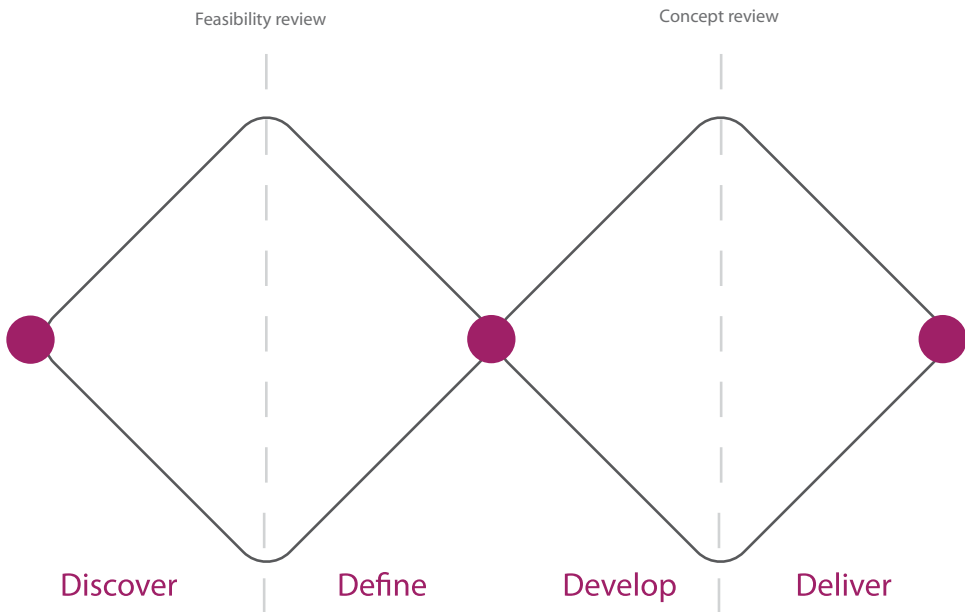 Feasibility review
Concept review
Discover
Define
Develop
Deliver